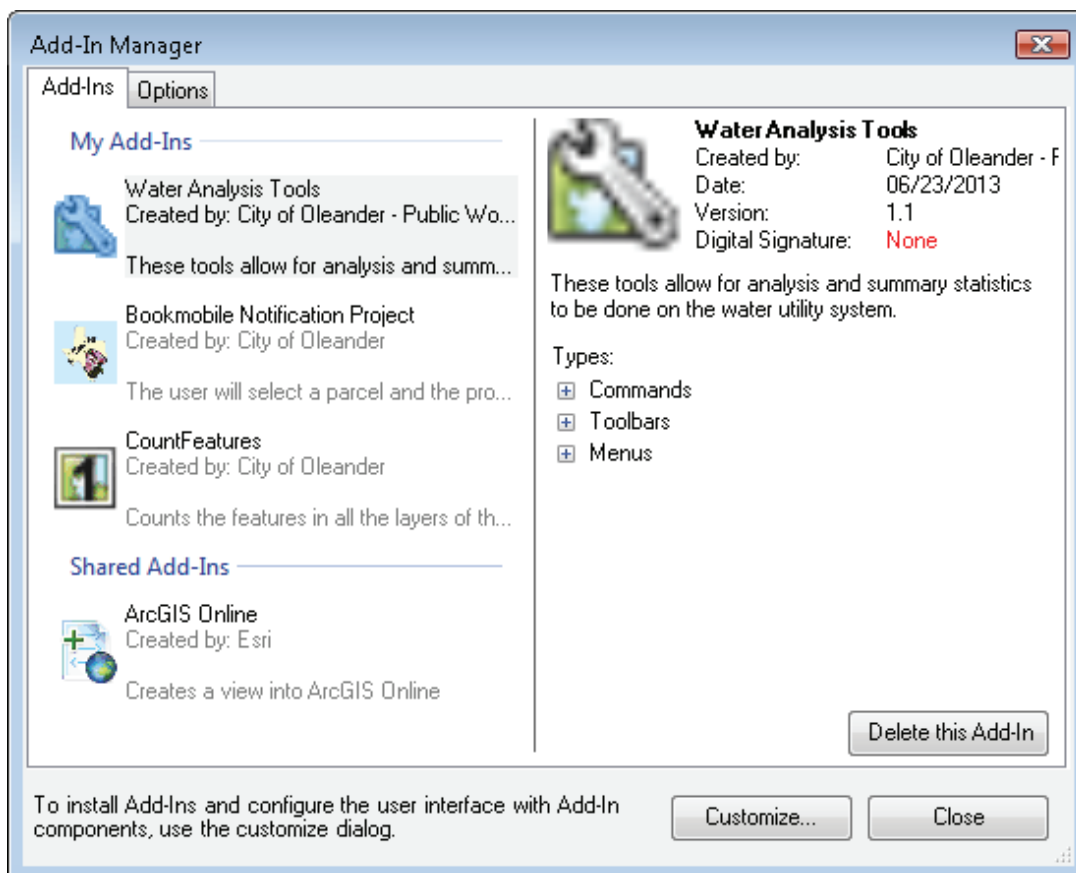 Add-In Manager
Add-Ins
Options
My Add-Ins
Water Analysis Tools
Created by: City of Oleander - Public Wo...
These tools allow for analysis and summ...
Bookmobile Notification Project
Created by: City of Oleander
The user will select a parcel and the pro...
CountFeatures
Created by: City of Oleander
Counts the features in all the layers of th...
Shared Add-Ins
ArcGIS Online
Created by: Esri
Creates a view into ArcGIS Online
Water Analysis Tools
Created by: City of Oleander - F
Date: 06/23/2013
Version: 1.1
Digital Signature: None
These tools allow for analysis and summary statistics
to be done on the water utility system.
Types:
Commands
Toolbars
Menus
Delete this Add-In
To install Add-Ins and configure the user interface with Add-In
components, use the customize dialog.
Customize...
Close